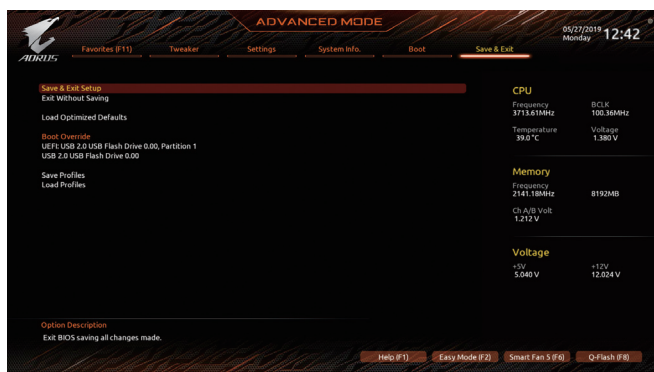 ADVANCED MODE
05/27/2019
Monday
12:42
AORUS
Favorites (F11) Tweaker Settings System Info. Boot Save & Exit
Save & Exit Setup
Exit Without Saving
Load Optimized Defaults
Boot Override
UEFI: USB 2.0 USB Flash Drive 0.00, Partition 1
USB 2.0 USB Flash Drive 0.00
Save Profiles
Load Profiles
CPU
Frequency BCLK
3713.61MHz 100.36MHz
Temperature Voltage
39.0 °C 1.380 V
Memory
Frequency
2141.18MHz 8192MB
Ch A/B Volt
1.212 V
Voltage
+5V +12V
5.040 V 12.024 V
Option Description
Exit BIOS saving all changes made.
Help (F1) Easy Mode (F2) Smart Fan 5 (F6) Q-Flash (F8)